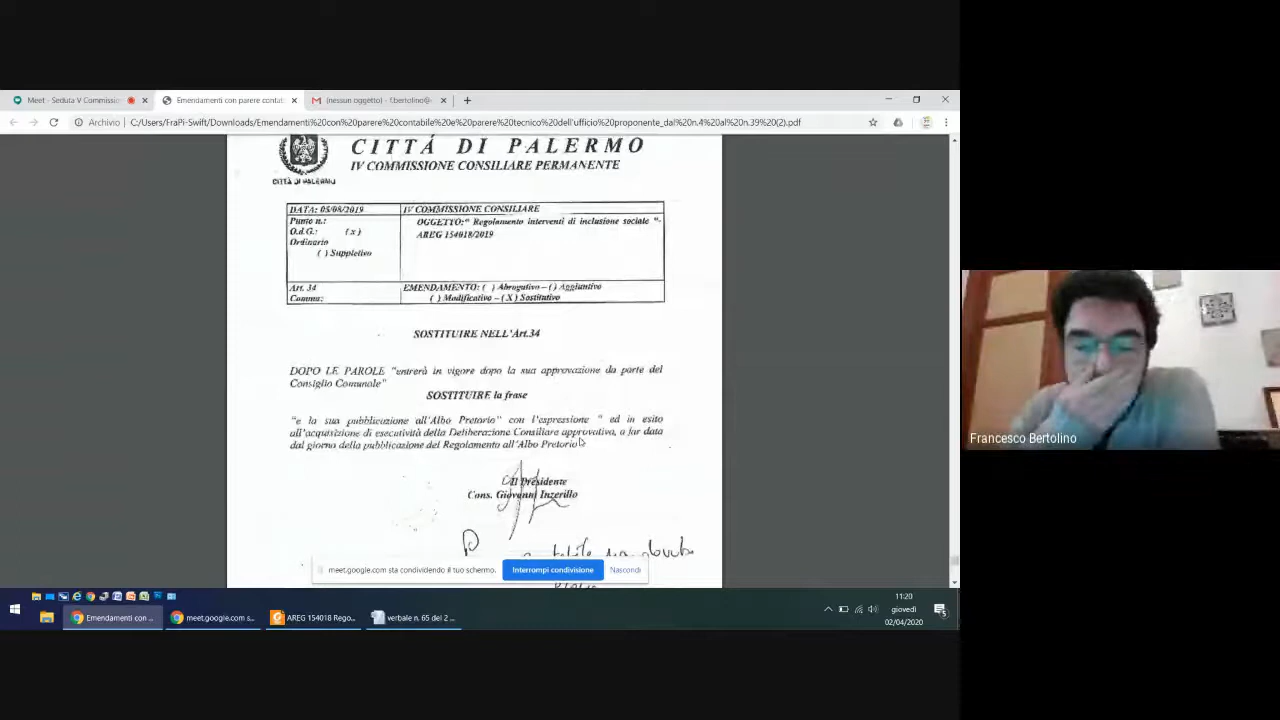 Meet - Seduta V Commission
Emendamenti con parere contab
(nessun oggetto) - f.bertolino@
Archivio
C:/Users/FraPi-Swift/Downloads/Emendamenti%20con%20parere%20contabile%20e%20parere%20tecnico%20dell'ufficio%20proponente_dal%20n.4%20al%20n.39%20(2).pdf
CITTÁ DI PALERMO
IV COMMISSIONE CONSILIARE PERMANENTE
CITTÀ DI PALERMO
DATA: 05/08/2019
IV COMMISSIONE CONSILIARE
Punto n.:
O.d.G.: (x)
Ordinario
( ) Suppletivo
OGGETTO:" Regolamento interventi di inclusione sociale "-
AREG 154018/2019
Art. 34
Comma:
EMENDAMENTO: ( ) Abrogativo – ( ) Aggiuntivo
( ) Modificativo – ( X ) Sostitutivo
SOSTITUIRE NELL'Art.34
DOPO LE PAROLE "entrerà in vigore dopo la sua approvazione da parte del
Consiglio Comunale"
SOSTITUIRE la frase
"e la sua pubblicazione all'Albo Pretorio" con l'espressione " ed in esito
all'acquisizione di esecutività della Deliberazione Consiliare approvativa, a far data
dal giorno della pubblicazione del Regolamento all'Albo Pretorio
Il Presidente
Cons. Giovanni Inzerillo
meet.google.com sta condividendo il tuo schermo.
Interrompi condivisione
Nascondi
Francesco Bertolino
Emendamenti con ...
meet.google.com s...
AREG 154018 Rego...
verbale n. 65 del 2 ...
11:20
giovedì
02/04/2020
5